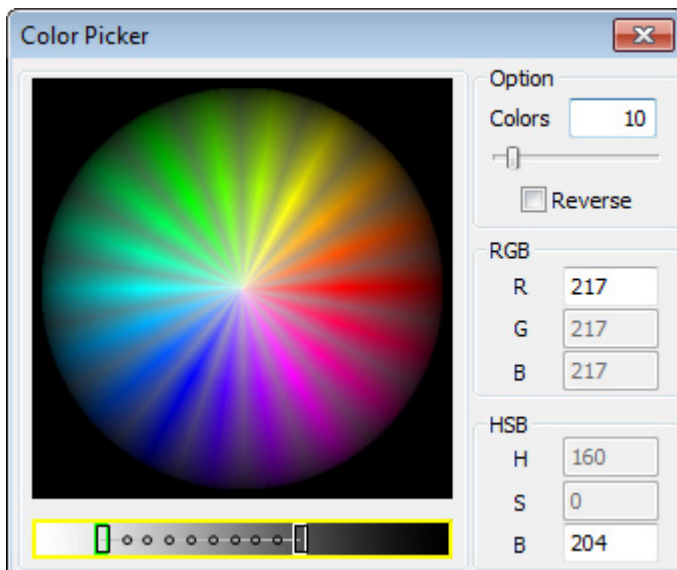 Color Picker
Option
Colors 10
Reverse
RGB
R 217
G 217
B 217
HSB
H 160
S 0
B 204